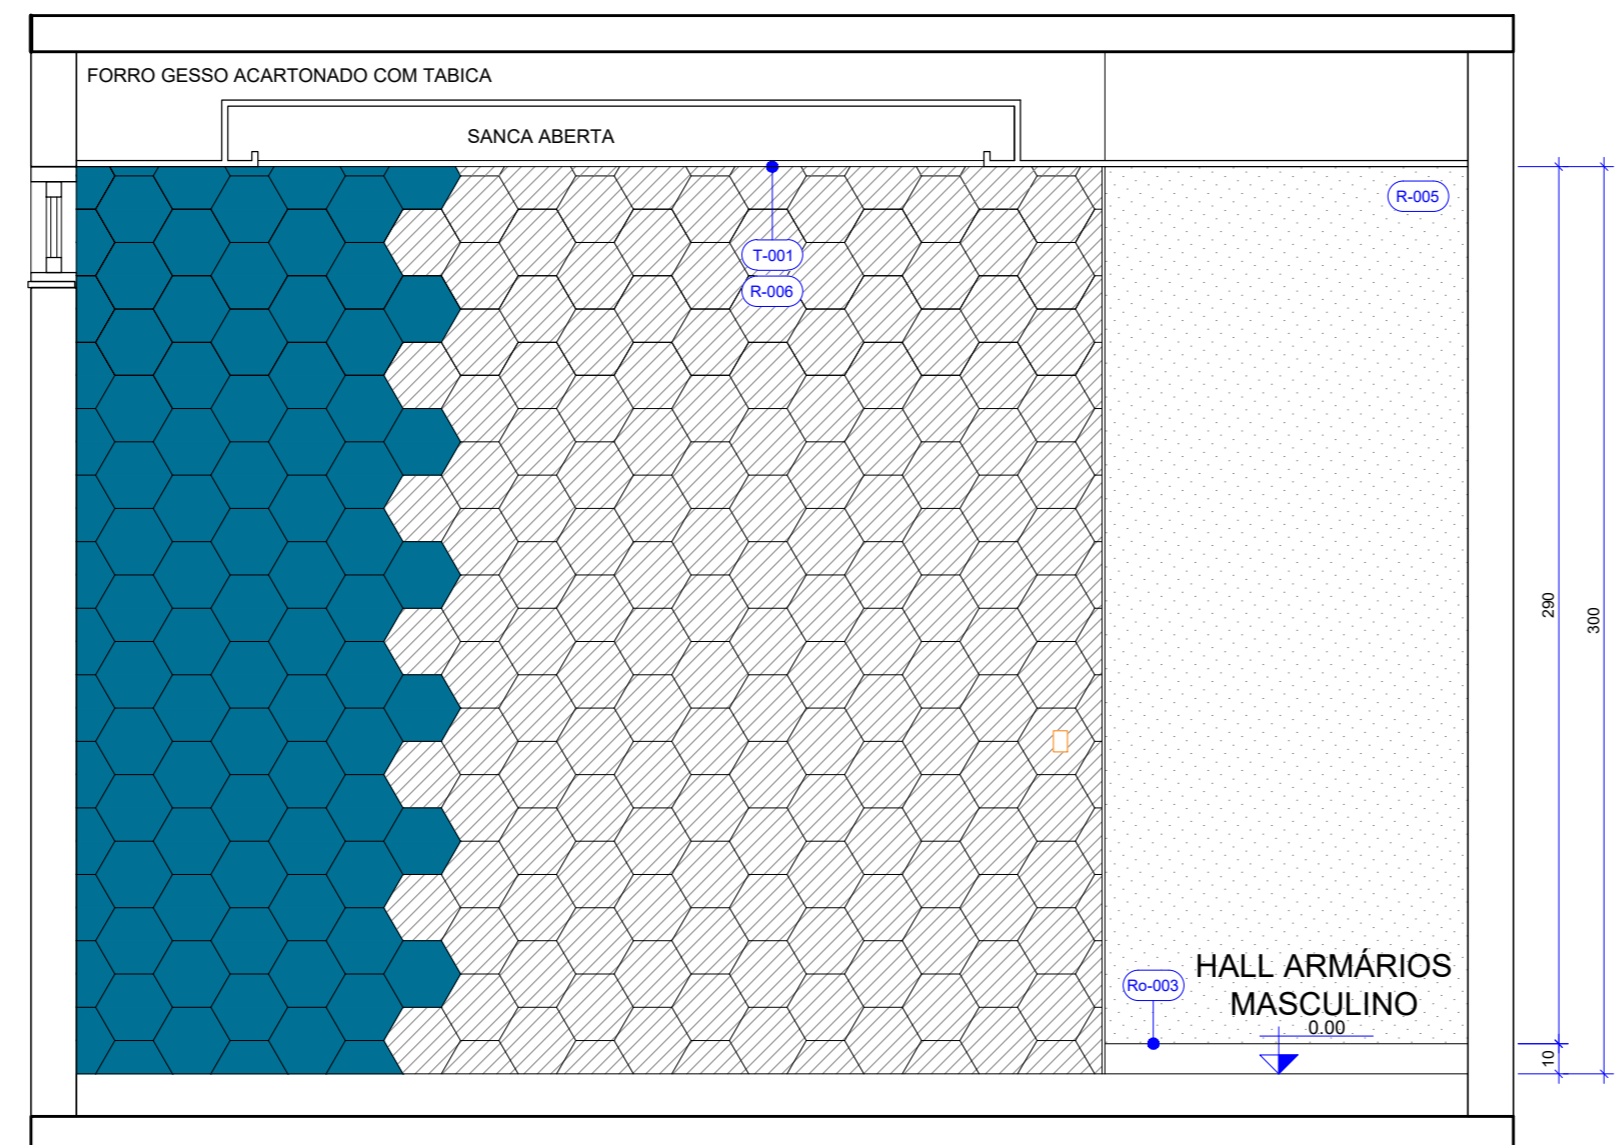 FORRO GESSO ACARTONADO COM TABICA
SANCA ABERTA
R-005
T-001
R-006
290
300
HALL ARMÁRIOS
MASCULINO
Ro-003
0.00
10